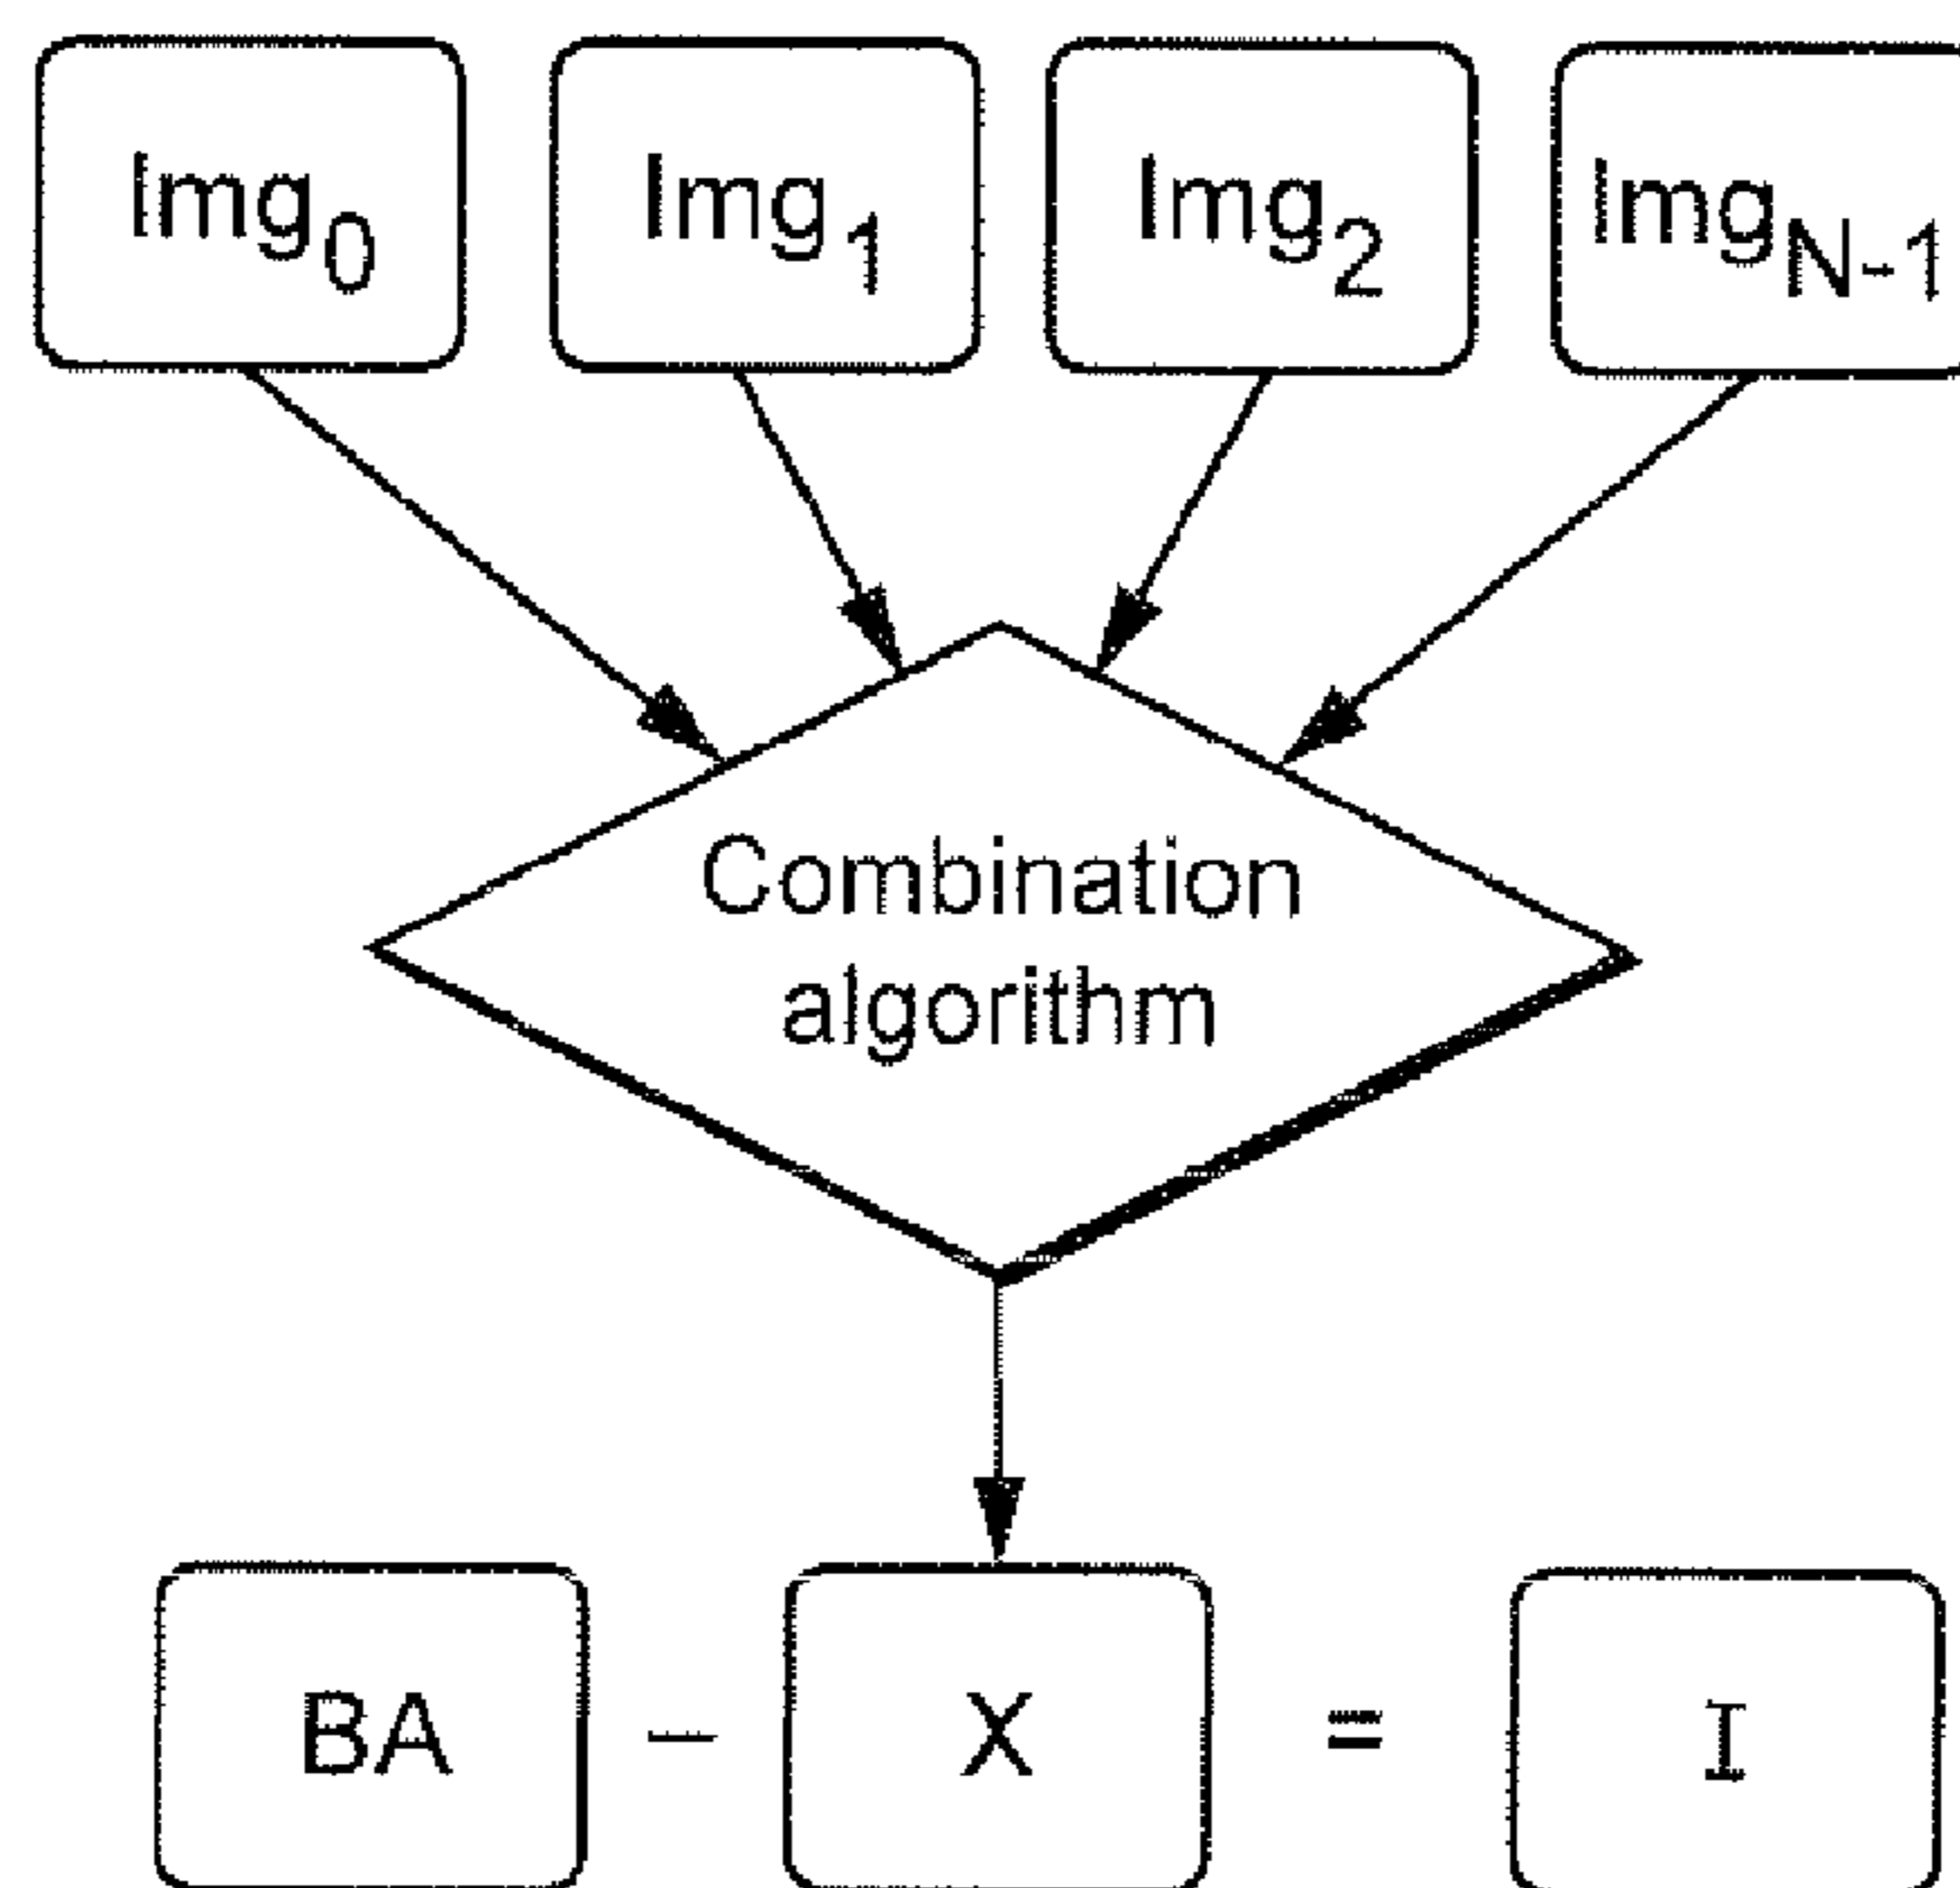 Img0 Img1 Img2 ImgN-1
Combination
algorithm
BA – X = I